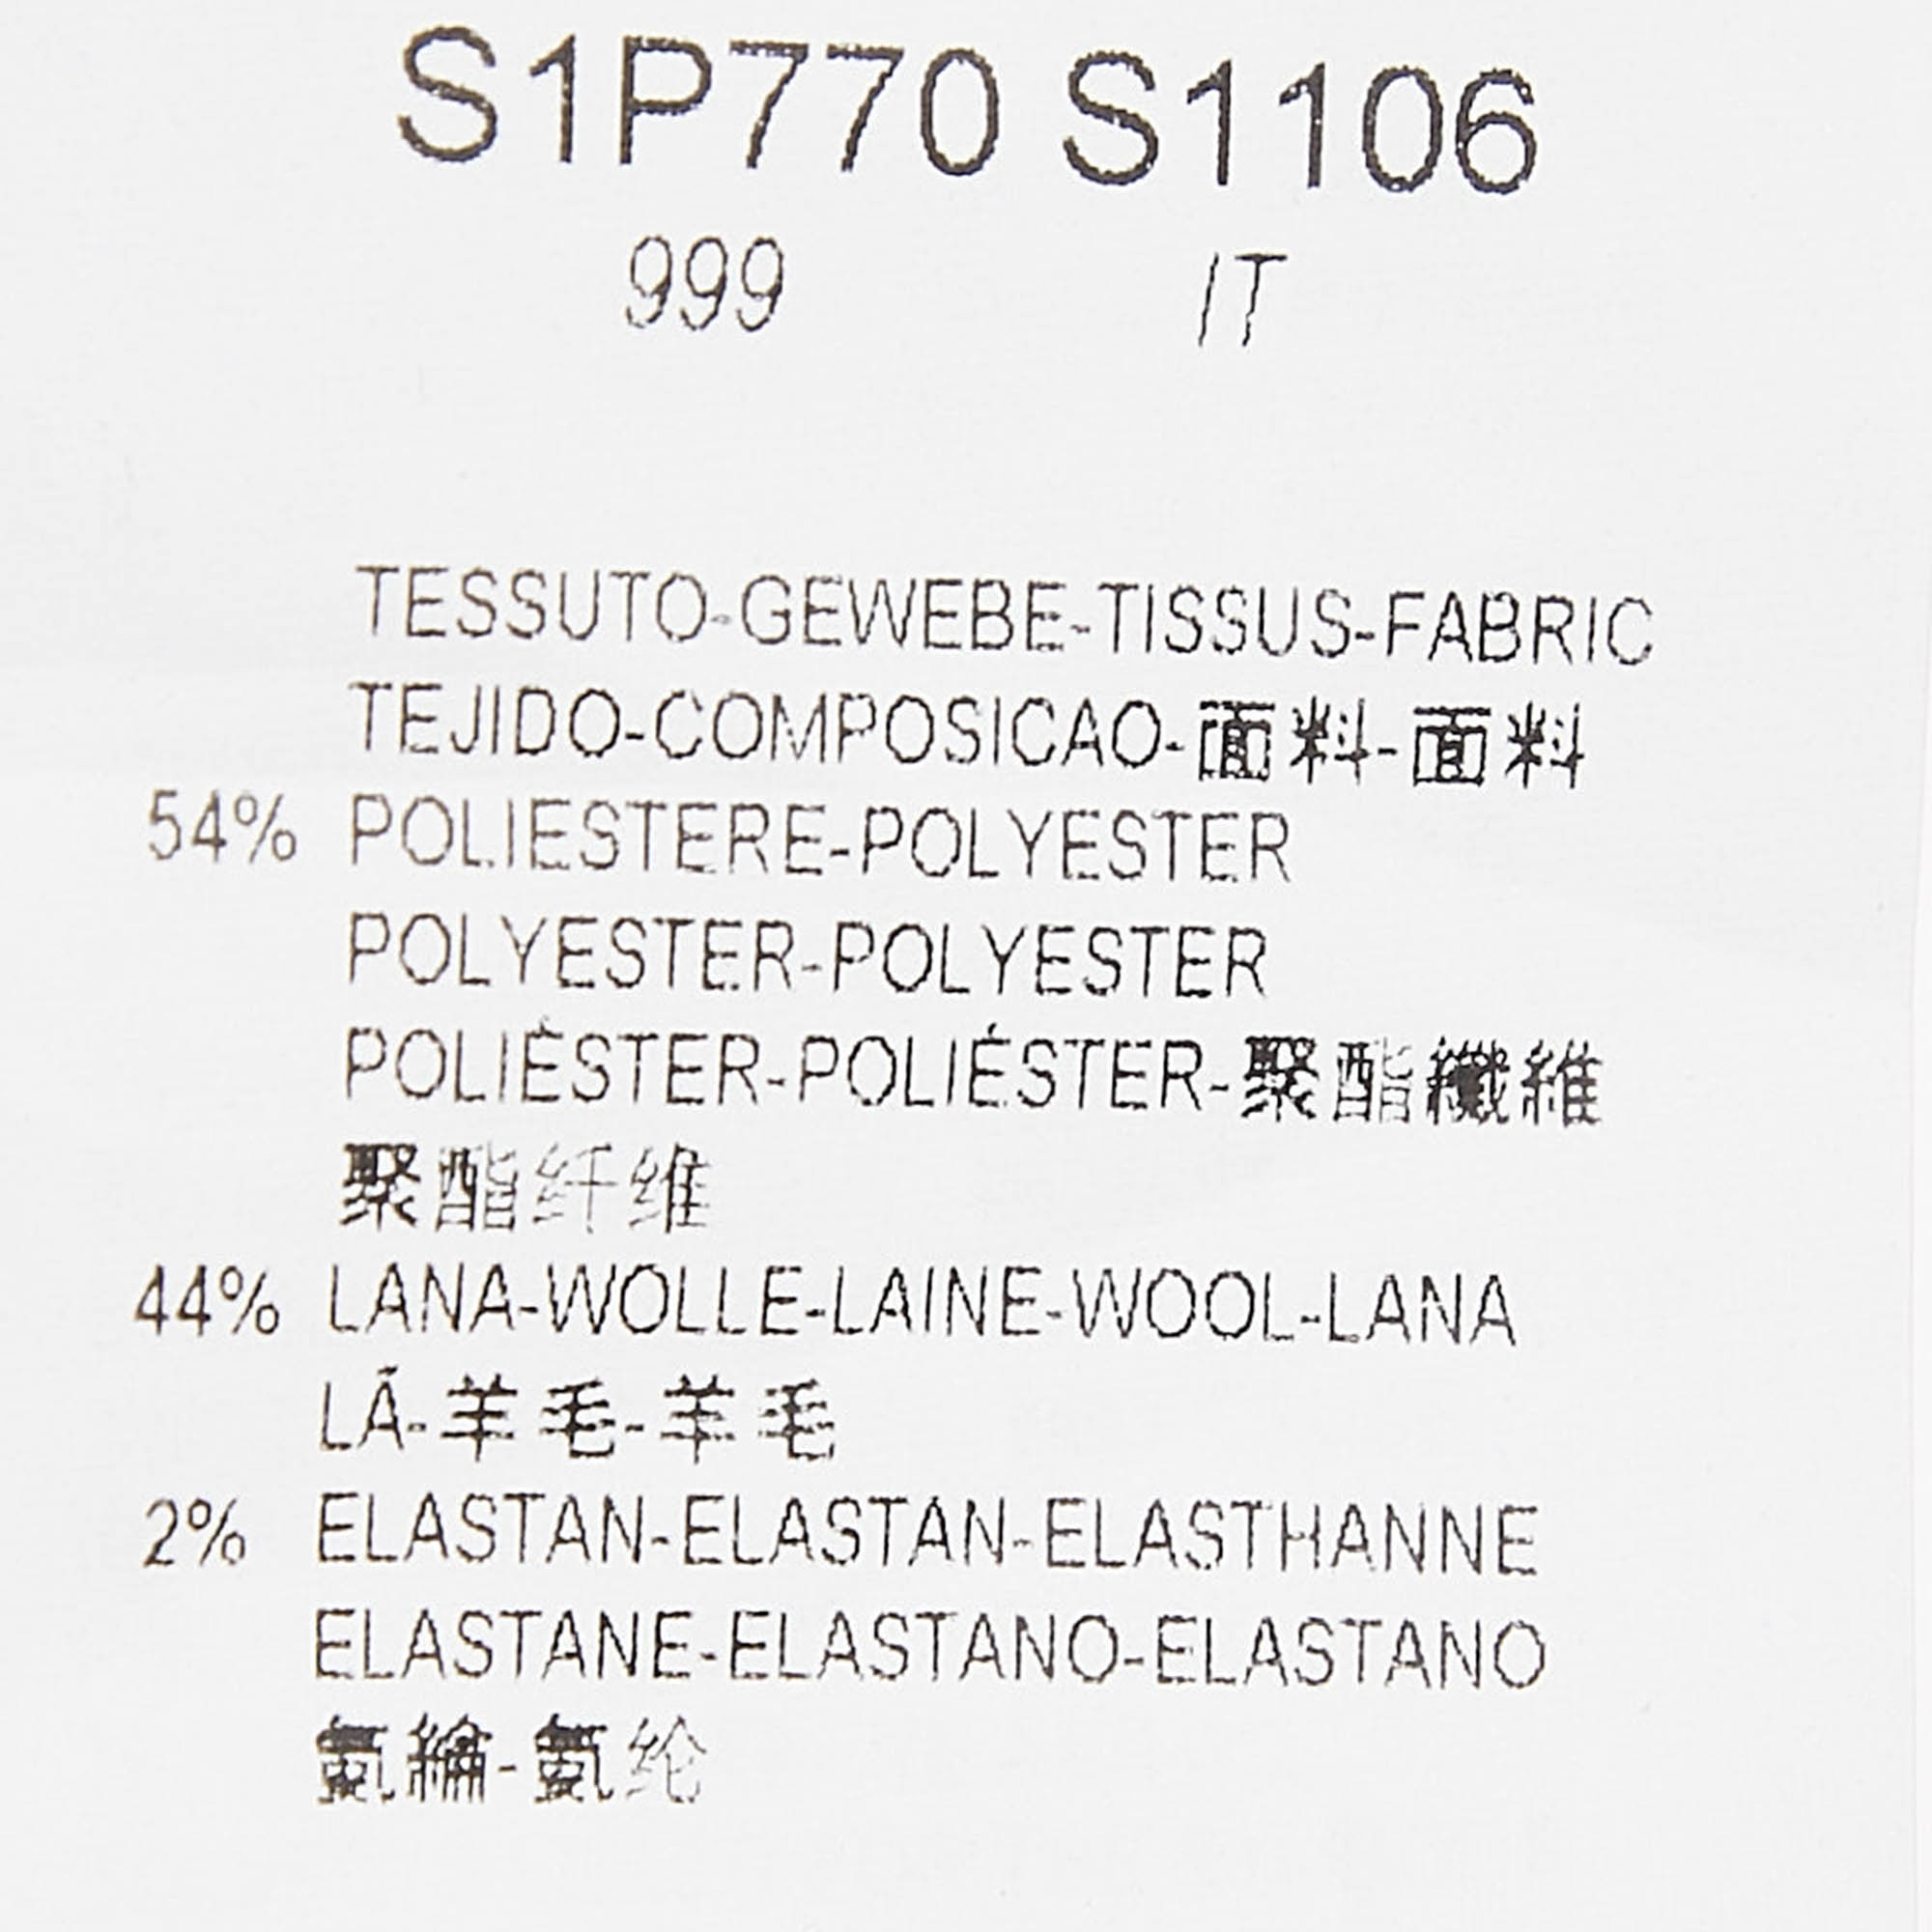 S1P770 S1106
999 IT
TESSUTO-GEWEBE-TISSUS-FABRIC
TEJIDO-COMPOSICAO-面料-面料
54% POLIESTERE-POLYESTER
POLYESTER-POLYESTER
POLIÉSTER-POLIÉSTER-聚酯纖維
聚酯纤维
44% LANA-WOLLE-LAINE-WOOL-LANA
LÃ-羊毛-羊毛
2% ELASTAN-ELASTAN-ELASTHANNE
ELASTANE-ELASTANO-ELASTANO
氨綸-氨纶